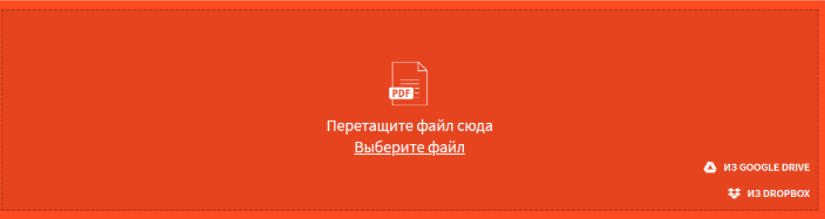 PDF
Перетащите файл сюда
Выберите файл
ИЗ GOOGLE DRIVE
ИЗ DROPBOX